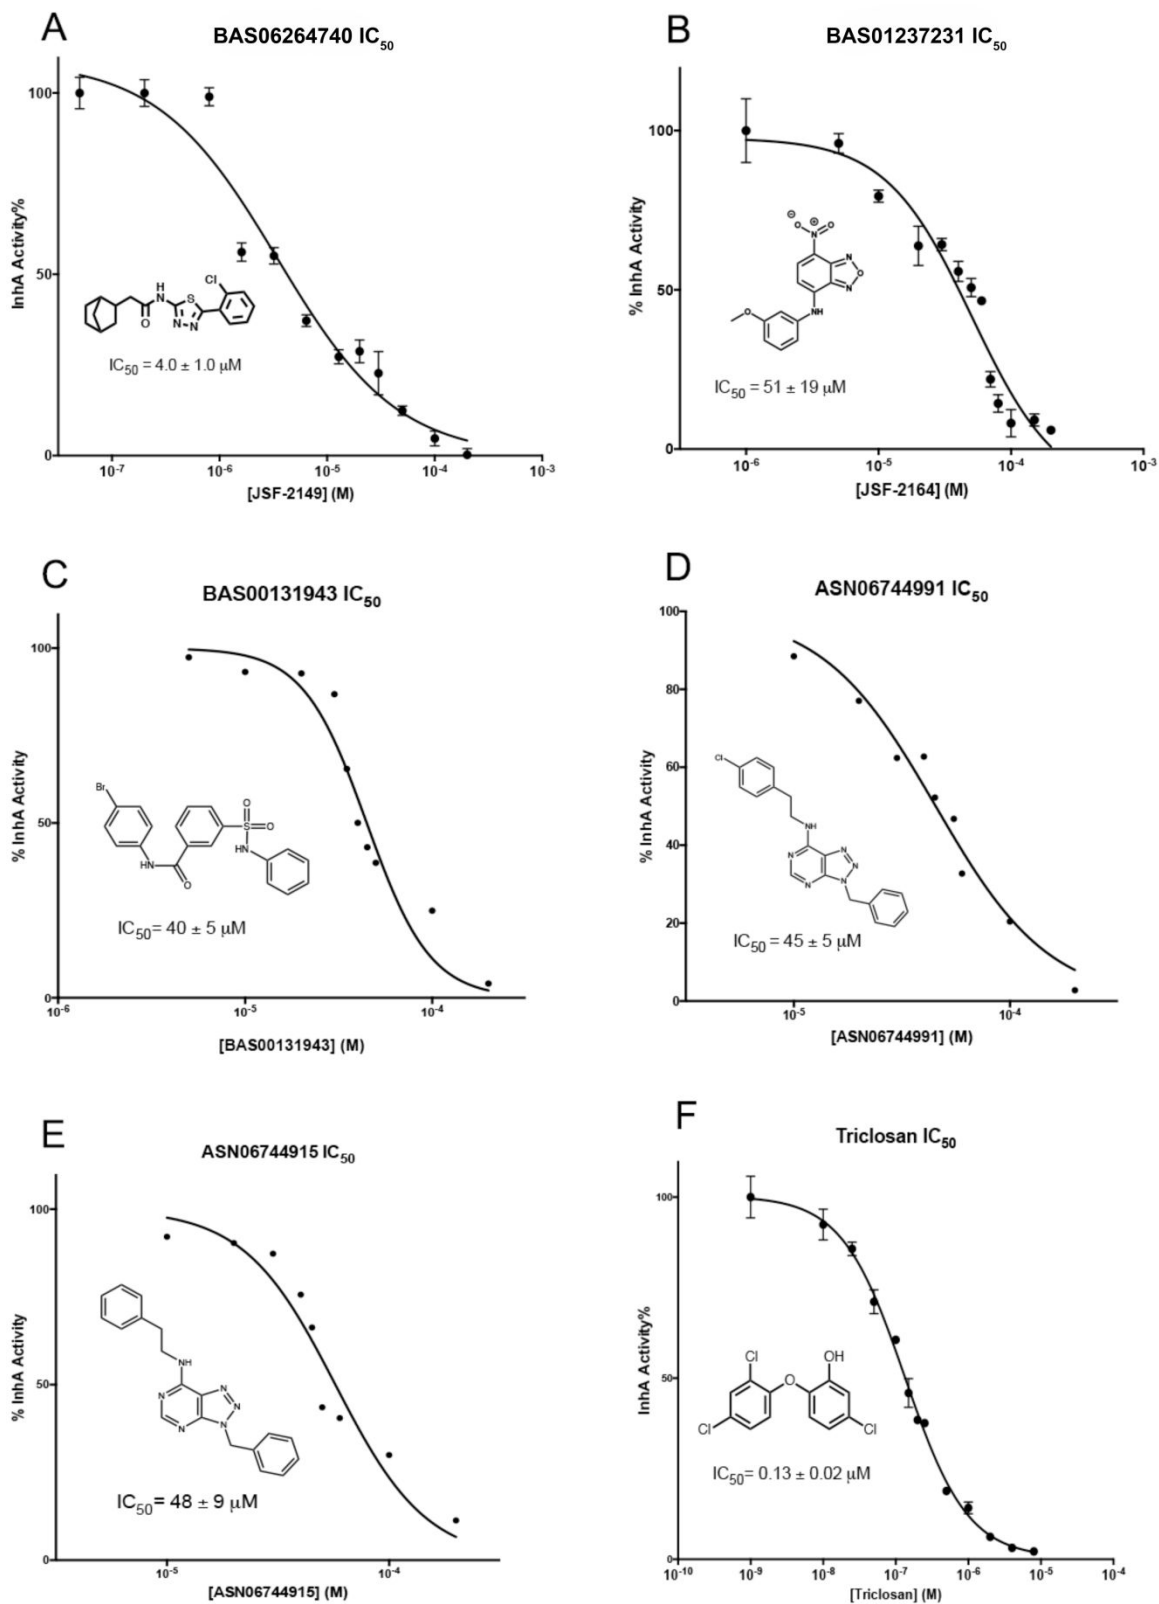 A
BAS06264740 IC50
InhA Activity%
100
50
0
10-7
10-6
10-5
10-4
10-3
[JSF-2149] (M)
Cl
H
N
O
S
N-N
IC50 = 4.0 ± 1.0 µM
B
BAS01237231 IC50
% InhA Activity
100
50
0
10-6
10-5
10-4
10-3
[JSF-2164] (M)
⊖ ⊕
O N O
N
O
N
NH
O
IC50 = 51 ± 19 µM
C
BAS00131943 IC50
% InhA Activity
100
50
0
10-6
10-5
10-4
[BAS00131943] (M)
Br
O
S=O
HN
NH
O
IC50= 40 ± 5 µM
D
ASN06744991 IC50
% InhA Activity
100
80
60
40
20
0
10-5
10-4
[ASN06744991] (M)
Cl
NH
N N
N
N N
IC50 = 45 ± 5 µM
E
ASN06744915 IC50
% InhA Activity
100
50
0
10-5
10-4
[ASN06744915] (M)
NH
N N
N
N N
IC50= 48 ± 9 µM
F
Triclosan IC50
InhA Activity%
100
50
0
10-10
10-9
10-8
10-7
10-6
10-5
10-4
[Triclosan] (M)
Cl OH
O
Cl Cl
IC50= 0.13 ± 0.02 µM